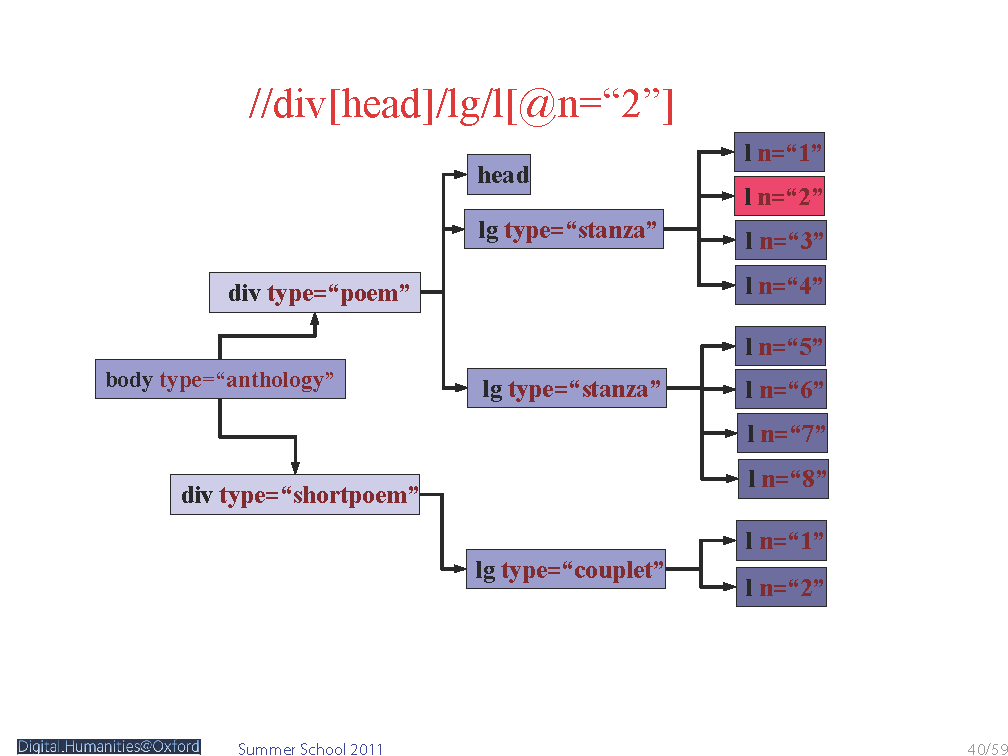 //div[head]/lg/l[@n=“2”]
l n=“1”
head
l n=“2”
lg type=“stanza”
l n=“3”
l n=“4”
div type=“poem”
l n=“5”
body type=“anthology”
lg type=“stanza”
l n=“6”
l n=“7”
l n=“8”
div type=“shortpoem”
l n=“1”
lg type=“couplet”
l n=“2”
Digital.Humanities@Oxford Summer School 2011 40/59